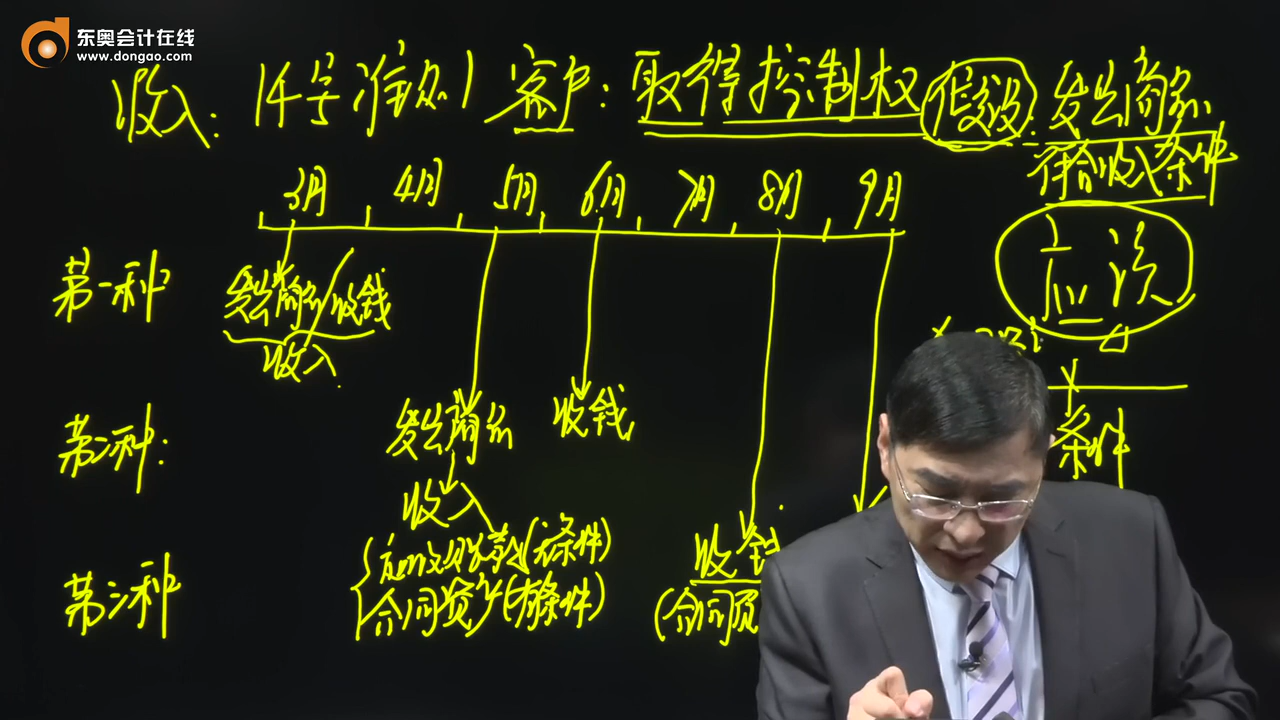 东奥会计在线
www.dongao.com
收入: 14号准则 客户: 取得控制权 假设: 发出商品
符合收入条件
3月 4月 5月 6月 7月 8月 9月
应该
第一种 发出商品/收钱
收入
条件
第二种: 发出商品 收钱
收入
应收账款(无条件)
收钱
第三种
合同资产(有条件)
(合同